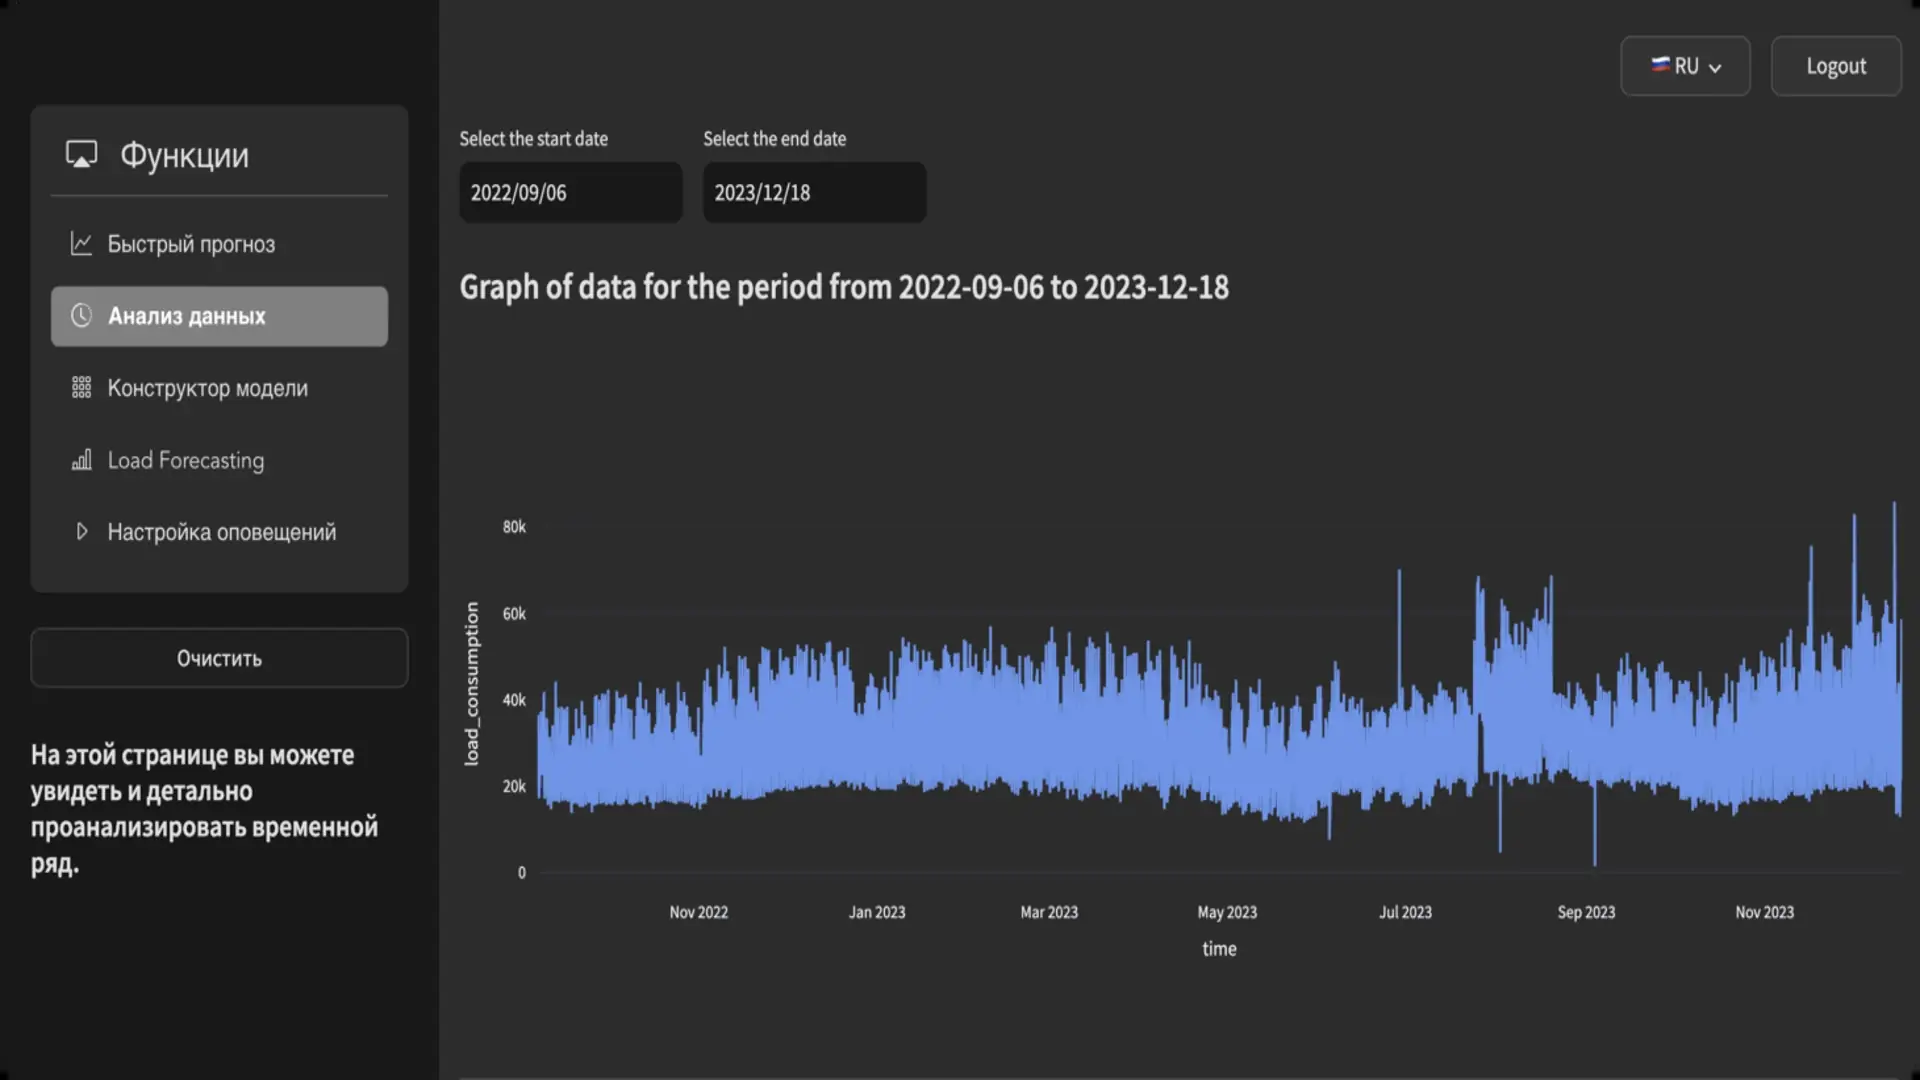 RU
Logout
Функции
Быстрый прогноз
Анализ данных
Конструктор модели
Load Forecasting
Настройка оповещений
Очистить
На этой странице вы можете
увидеть и детально
проанализировать временной
ряд.
Select the start date
Select the end date
2022/09/06
2023/12/18
Graph of data for the period from 2022-09-06 to 2023-12-18
load_consumption
80k
60k
40k
20k
0
Nov 2022
Jan 2023
Mar 2023
May 2023
Jul 2023
Sep 2023
Nov 2023
time